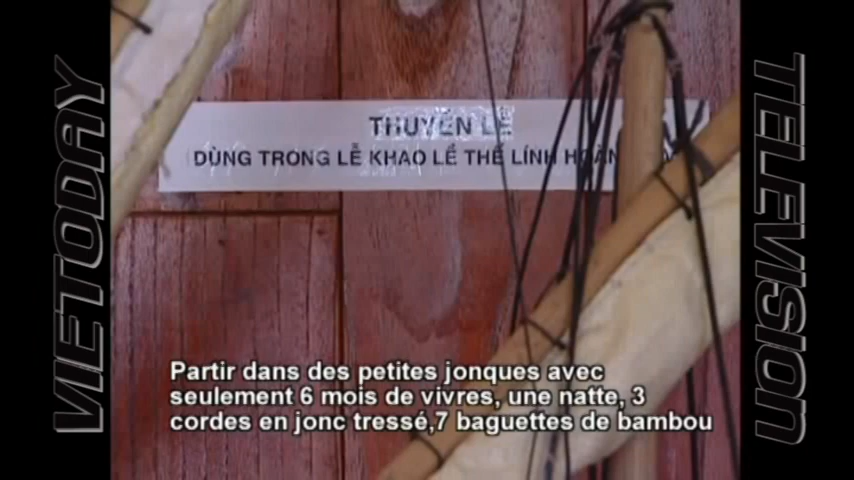 VIETODAY
THUYỀN LỄ
DÙNG TRONG LỄ KHAO LỀ THẾ LÍNH
Partir dans des petites jonques avec
seulement 6 mois de vivres, une natte, 3
cordes en jonc tressé,7 baguettes de bambou
TELEVISION